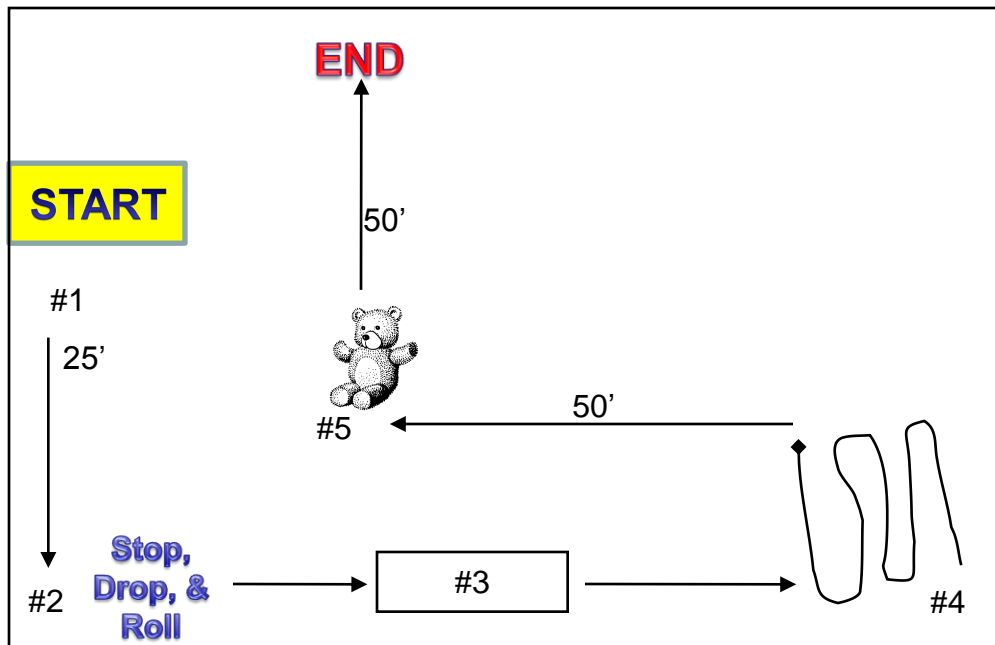 END
START
50’
#1
25’
#5
50’
#2
Stop,
Drop, &
Roll
#3
#4